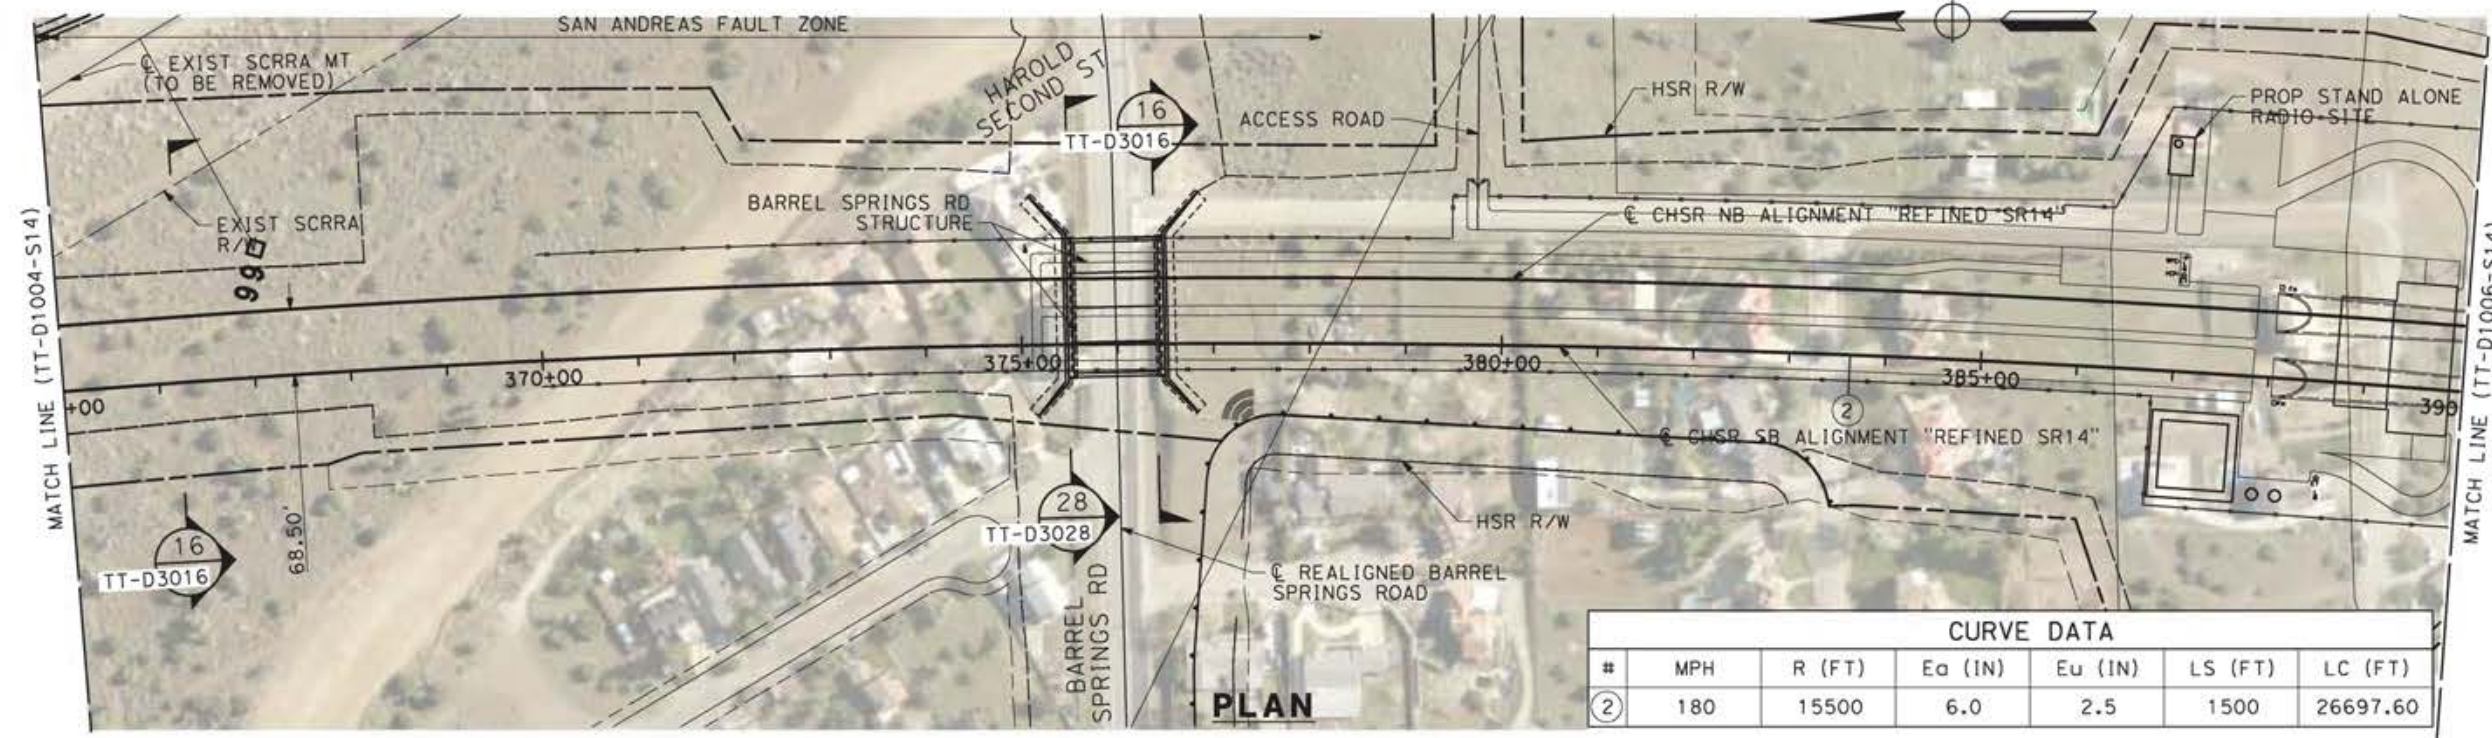 SAN ANDREAS FAULT ZONE
℄ EXIST SCRRA MT
(TO BE REMOVED)
HAROLD
SECOND ST
16
TT-D3016
ACCESS ROAD
HSR R/W
PROP STAND ALONE
RADIO SITE
EXIST SCRRA
R/W
99
BARREL SPRINGS RD
STRUCTURE
℄ CHSR NB ALIGNMENT "REFINED SR14"
MATCH LINE (TT-D1004-S14)
MATCH LINE (TT-D1006-S14)
+00
370+00
375+00
380+00
385+00
390
2
℄ CHSR SB ALIGNMENT "REFINED SR14"
68.50'
16
TT-D3016
28
TT-D3028
HSR R/W
℄ REALIGNED BARREL
SPRINGS ROAD
BARREL
SPRINGS RD
PLAN
CURVE DATA
# MPH R (FT) Ea (IN) Eu (IN) LS (FT) LC (FT)
2 180 15500 6.0 2.5 1500 26697.60